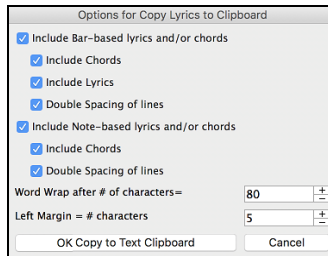 Options for Copy Lyrics to Clipboard
Include Bar-based lyrics and/or chords
Include Chords
Include Lyrics
Double Spacing of lines
Include Note-based lyrics and/or chords
Include Chords
Double Spacing of lines
Word Wrap after # of characters= 80 + −
Left Margin = # characters 5 + −
OK Copy to Text Clipboard Cancel